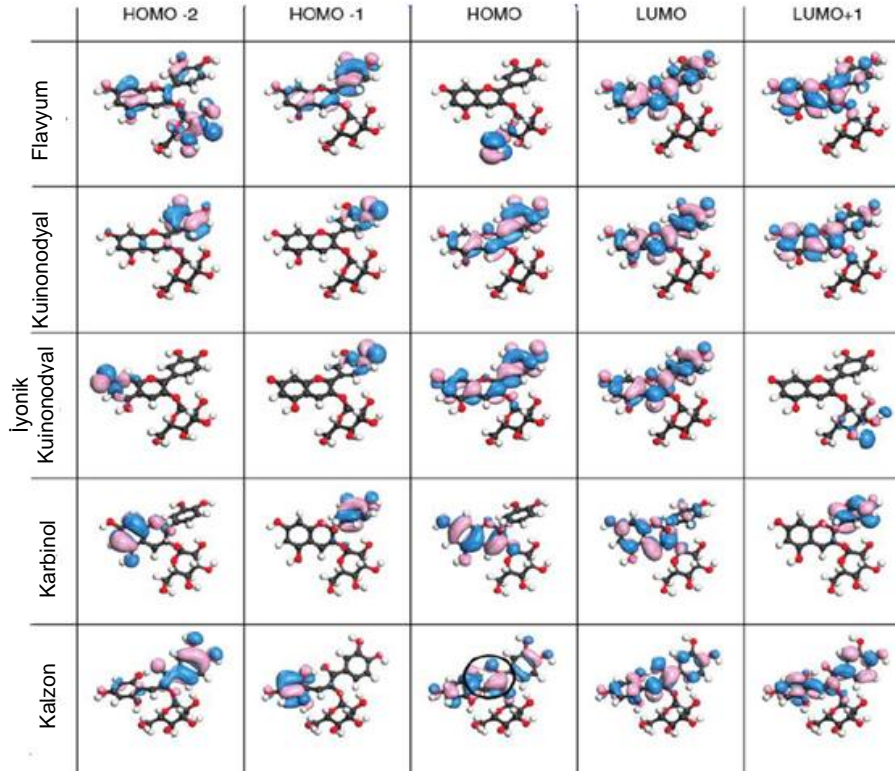 HOMO -2 HOMO -1 HOMO LUMO LUMO+1
Flavyum
Kuinonodyal
İyonik
Kuinonodval
Karbinol
Kalzon